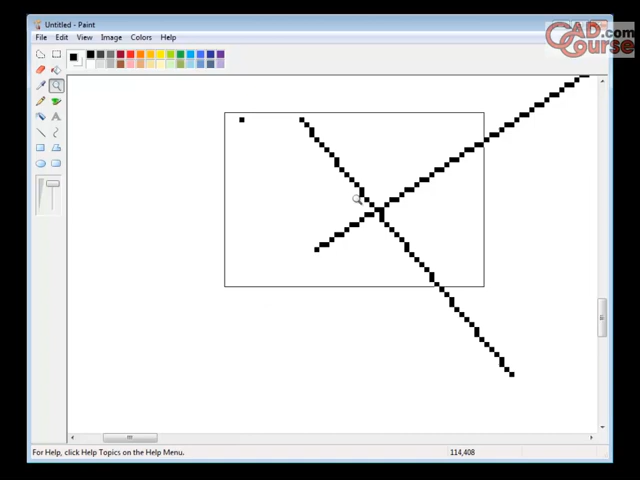 Untitled - Paint
CAD.com
Course
File Edit View Image Colors Help
A
For Help, click Help Topics on the Help Menu.
114,408